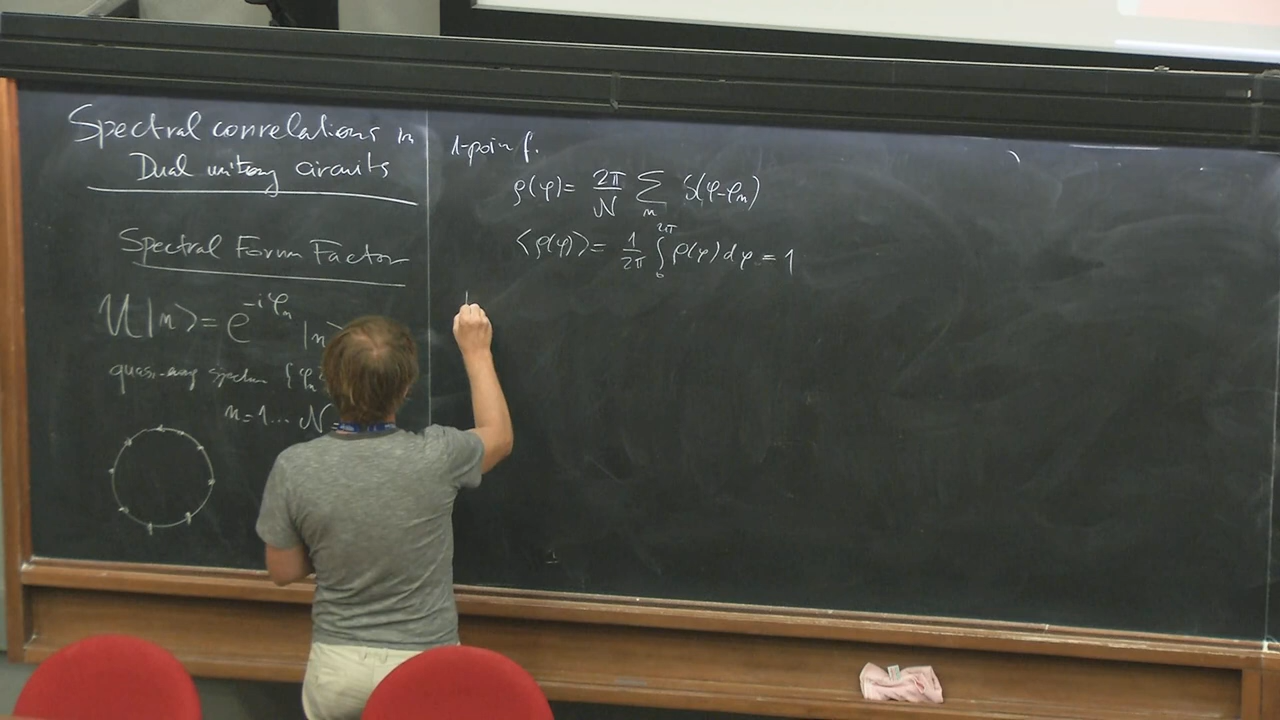 Spectral correlations in
Dual unitary circuits
Spectral Form Factor
U|n> = e^{-iφ_n} |n>
quasi-energy spectrum {φ_n}
n=1... N
1-point f.
ρ(φ) = 2π/N ∑_n δ(φ-φ_n)
<ρ(φ)> = 1/2π ∫_0^{2π} ρ(φ) dφ = 1